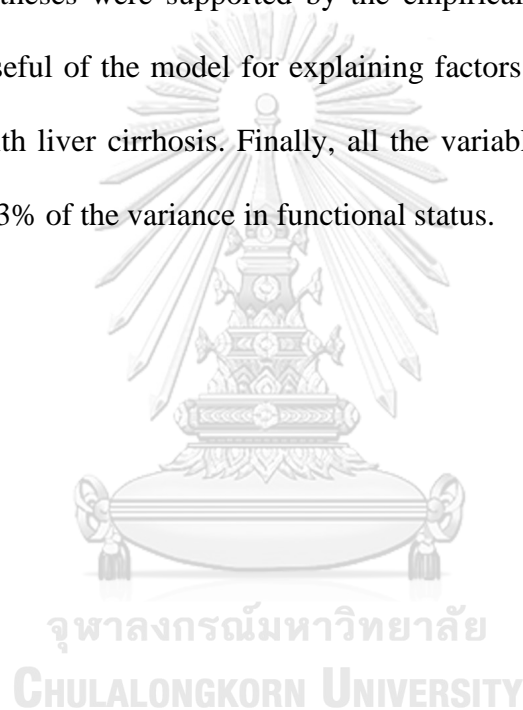 theses were supported by the empirical
seful of the model for explaining factors
th liver cirrhosis. Finally, all the variabl
3% of the variance in functional status.
จุฬาลงกรณ์มหาวิทยาลัย
CHULALONGKORN UNIVERSITY